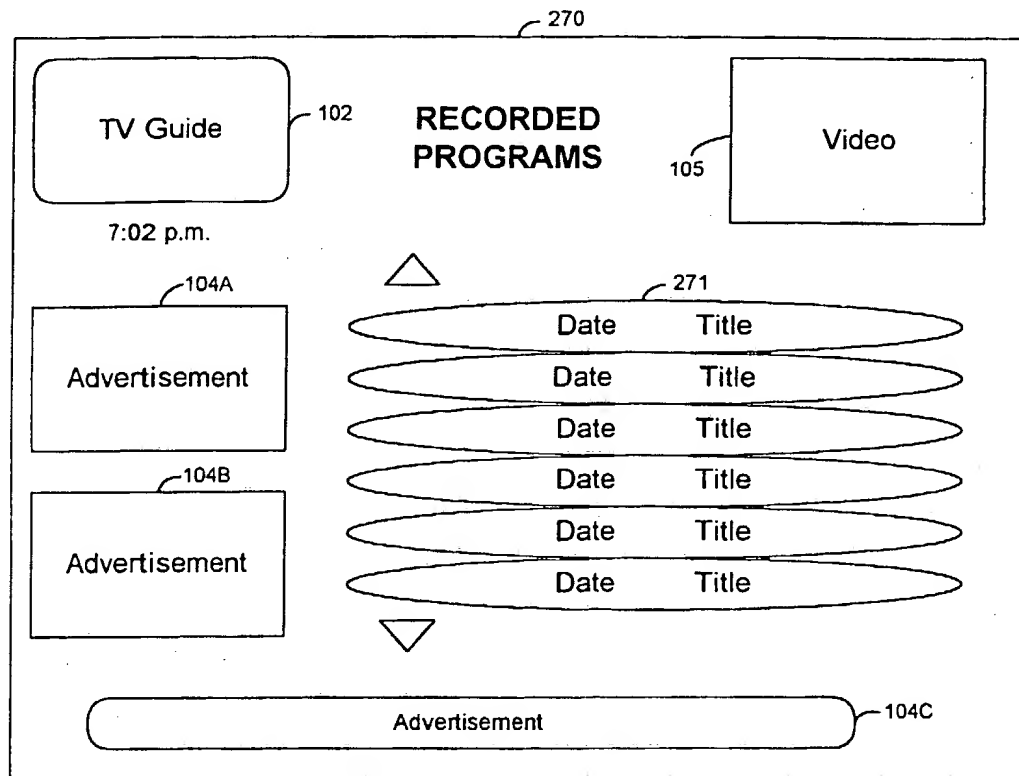 270
TV Guide
102
RECORDED
PROGRAMS
Video
105
7:02 p.m.
104A
Advertisement
271
Date Title
Date Title
Date Title
Date Title
Date Title
Date Title
104B
Advertisement
Advertisement
104C